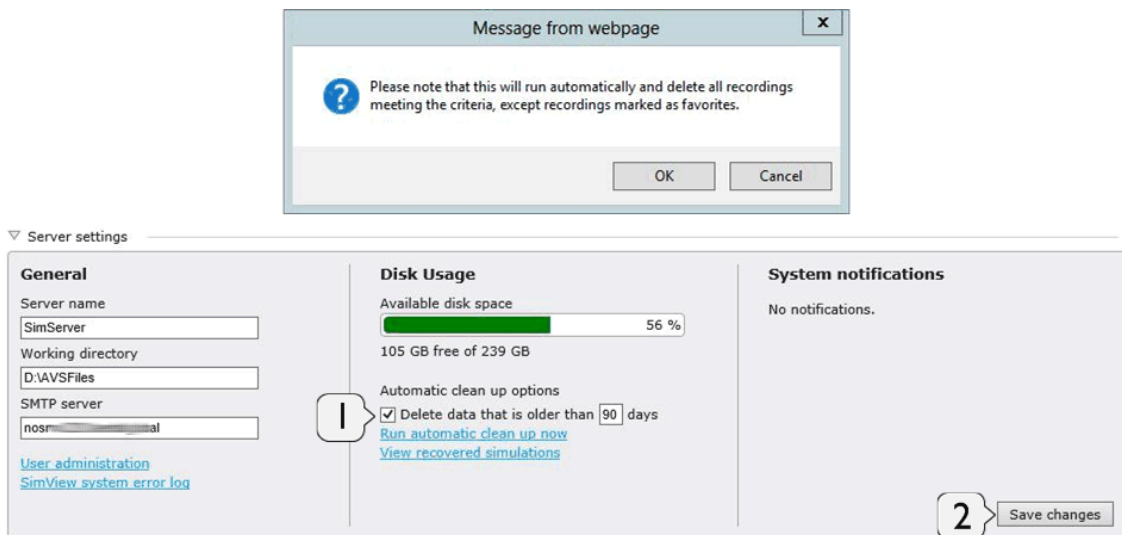 Message from webpage
x
Please note that this will run automatically and delete all recordings
meeting the criteria, except recordings marked as favorites.
OK
Cancel
Server settings
General
Server name
SimServer
Working directory
D:\AVSFiles
SMTP server
User administration
SimView system error log
Disk Usage
Available disk space
56 %
105 GB free of 239 GB
Automatic clean up options
1
Delete data that is older than 90 days
Run automatic clean up now
View recovered simulations
System notifications
No notifications.
2
Save changes